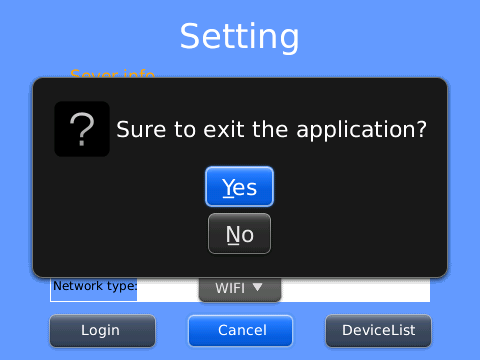 Setting
Sever info
?
Sure to exit the application?
Yes
No
Network type:
WIFI ▼
Login
Cancel
DeviceList